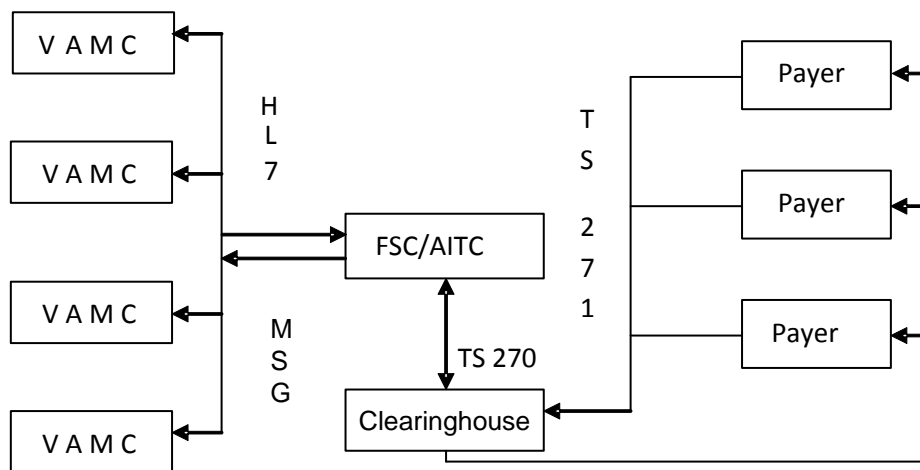 V A M C
V A M C
V A M C
V A M C
H
L
7
M
S
G
FSC/AITC
TS 270
Clearinghouse
T
S
2
7
1
Payer
Payer
Payer